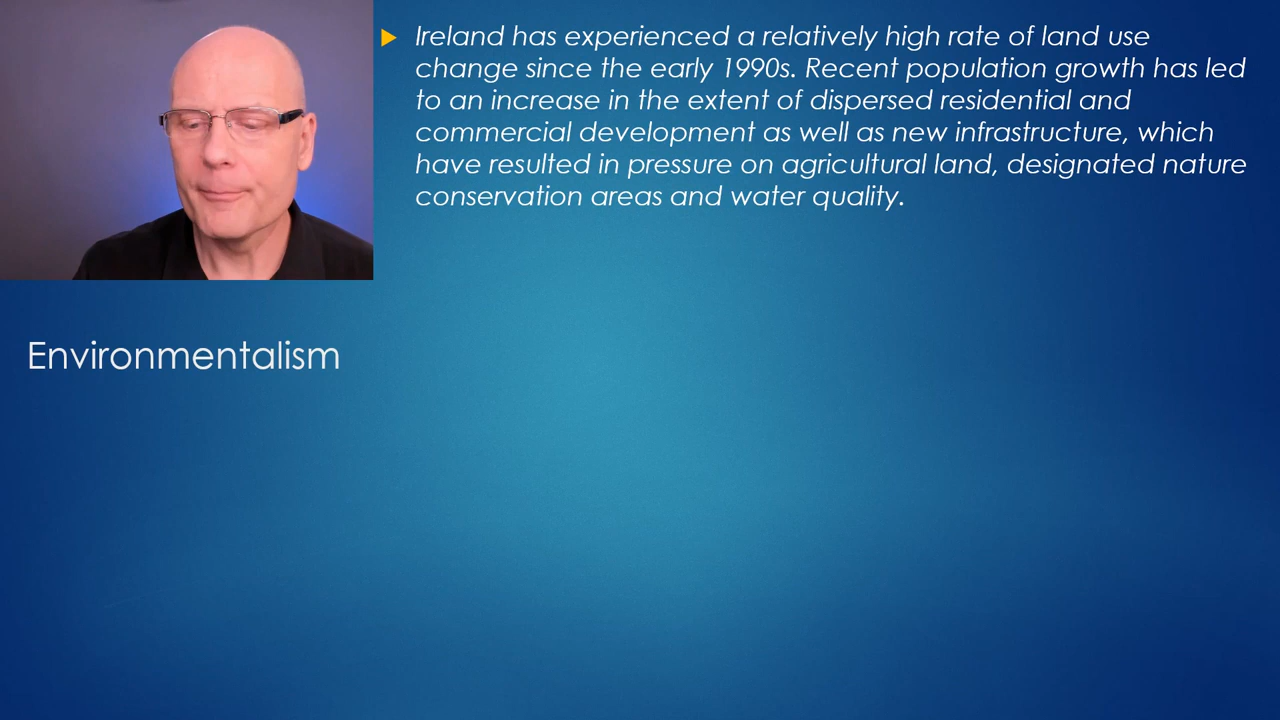 Ireland has experienced a relatively high rate of land use
change since the early 1990s. Recent population growth has led
to an increase in the extent of dispersed residential and
commercial development as well as new infrastructure, which
have resulted in pressure on agricultural land, designated nature
conservation areas and water quality.
Environmentalism